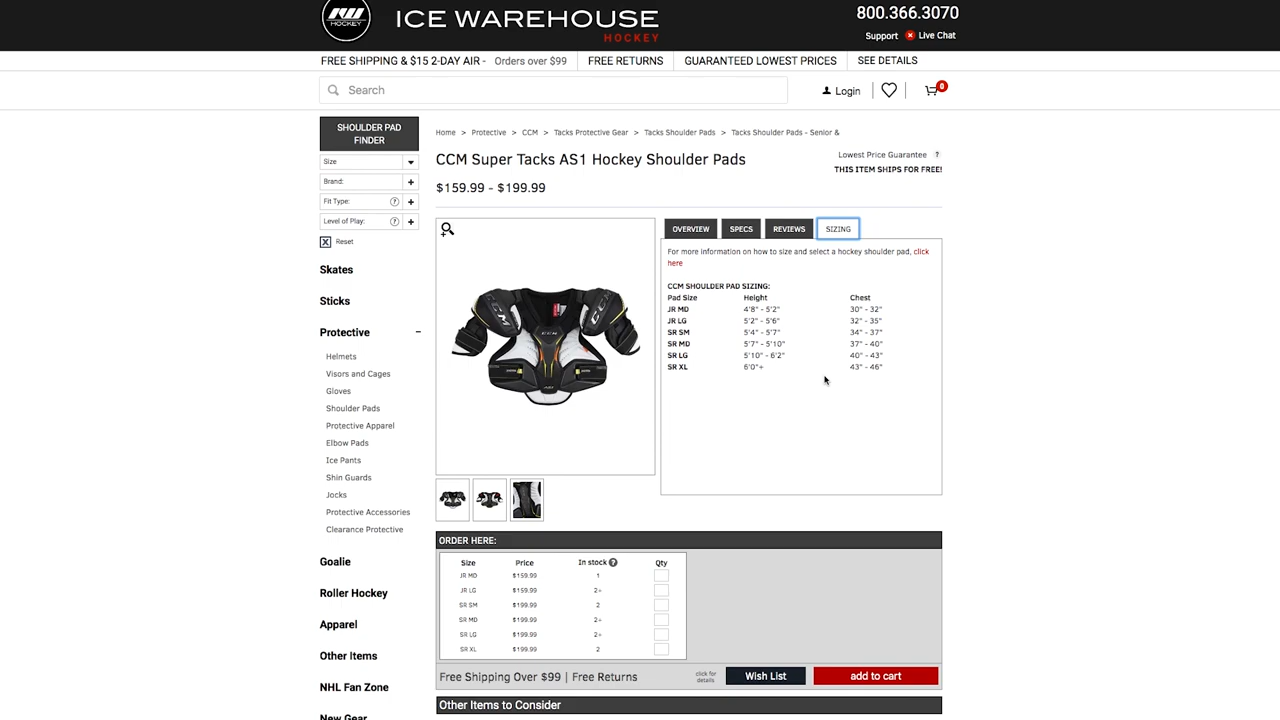 HOCKEY
ICE WAREHOUSE
HOCKEY
800.366.3070
Support Live Chat
FREE SHIPPING & $15 2-DAY AIR - Orders over $99 FREE RETURNS GUARANTEED LOWEST PRICES SEE DETAILS
Search
Login
0
SHOULDER PAD
FINDER
Size
Brand:
Fit Type: ?
Level of Play: ?
X Reset
Skates
Sticks
Protective –
Helmets
Visors and Cages
Gloves
Shoulder Pads
Protective Apparel
Elbow Pads
Ice Pants
Shin Guards
Jocks
Protective Accessories
Clearance Protective
Goalie
Roller Hockey
Apparel
Other Items
NHL Fan Zone
New Gear
Home > Protective > CCM > Tacks Protective Gear > Tacks Shoulder Pads > Tacks Shoulder Pads - Senior &
CCM Super Tacks AS1 Hockey Shoulder Pads
Lowest Price Guarantee ?
THIS ITEM SHIPS FOR FREE!
$159.99 - $199.99
CCM
CCM
CCM
AS1
OVERVIEW SPECS REVIEWS SIZING
For more information on how to size and select a hockey shoulder pad, click
here
CCM SHOULDER PAD SIZING:
Pad Size Height Chest
JR MD 4'8" - 5'2" 30" - 32"
JR LG 5'2" - 5'6" 32" - 35"
SR SM 5'4" - 5'7" 34" - 37"
SR MD 5'7" - 5'10" 37" - 40"
SR LG 5'10" - 6'2" 40" - 43"
SR XL 6'0"+ 43" - 46"
ORDER HERE:
Size Price In stock ? Qty
JR MD $159.99 1
JR LG $159.99 2+
SR SM $199.99 2
SR MD $199.99 2+
SR LG $199.99 2+
SR XL $199.99 2
Free Shipping Over $99 | Free Returns
click for
details
Wish List
add to cart
Other Items to Consider